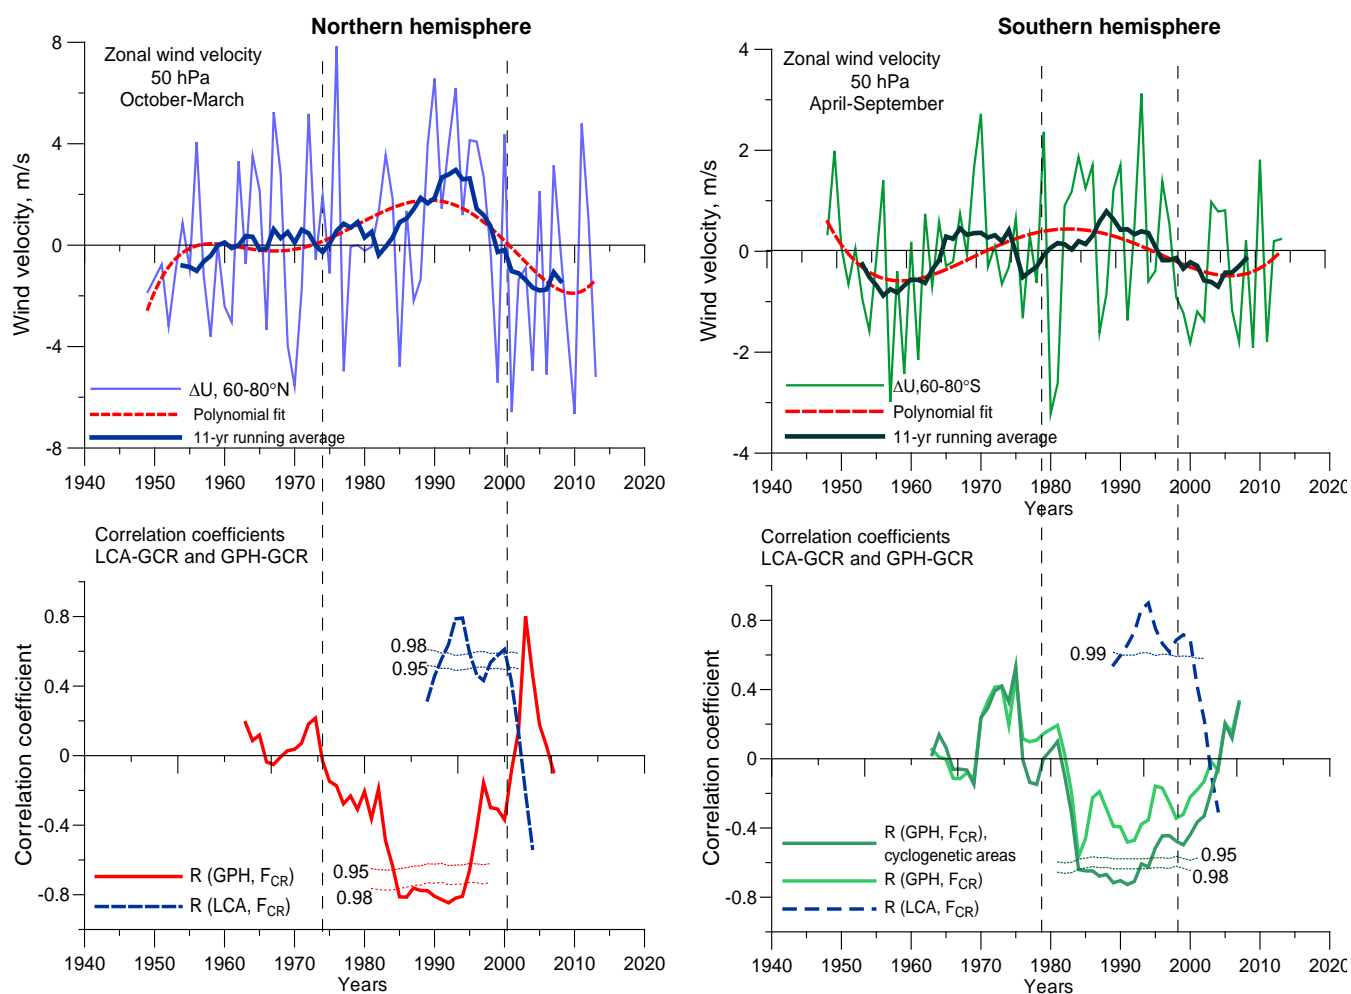 Northern hemisphere
Zonal wind velocity
50 hPa
October-March
Wind velocity, m/s
8
4
0
-4
-8
ΔU, 60-80°N
Polynomial fit
11-yr running average
1940 1950 1960 1970 1980 1990 2000 2010 2020
Southern hemisphere
Zonal wind velocity
50 hPa
April-September
Wind velocity, m/s
4
2
0
-2
-4
ΔU,60-80°S
Polynomial fit
11-yr running average
1940 1950 1960 1970 1980 1990 2000 2010 2020
Years
Correlation coefficients
LCA-GCR and GPH-GCR
Correlation coefficient
0.8
0.4
0
-0.4
-0.8
0.98
0.95
0.95
0.98
R (GPH, FCR)
R (LCA, FCR)
1940 1950 1960 1970 1980 1990 2000 2010 2020
Years
Correlation coefficients
LCA-GCR and GPH-GCR
Correlation coefficient
0.8
0.4
0
-0.4
-0.8
0.99
0.95
0.98
R (GPH, FCR),
cyclogenetic areas
R (GPH, FCR)
R (LCA, FCR)
1940 1950 1960 1970 1980 1990 2000 2010 2020
Years